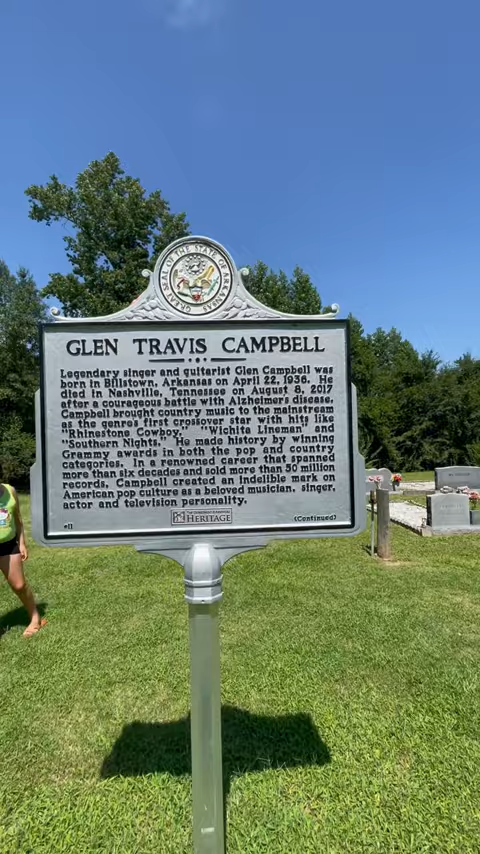 GREAT SEAL OF THE STATE OF ARKANSAS
GLEN TRAVIS CAMPBELL
Legendary singer and guitarist Glen Campbell was
born in Billstown, Arkansas on April 22, 1936. He
died in Nashville, Tennessee on August 8, 2017
after a courageous battle with Alzheimer's disease.
Campbell brought country music to the mainstream
as the genre's first crossover star with hits like
"Rhinestone Cowboy," "Wichita Lineman" and
"Southern Nights." He made history by winning
Grammy awards in both the pop and country
categories. In a renowned career that spanned
more than six decades and sold more than 50 million
records, Campbell created an indelible mark on
American pop culture as a beloved musician, singer,
actor and television personality.
HERITAGE
(Continued)